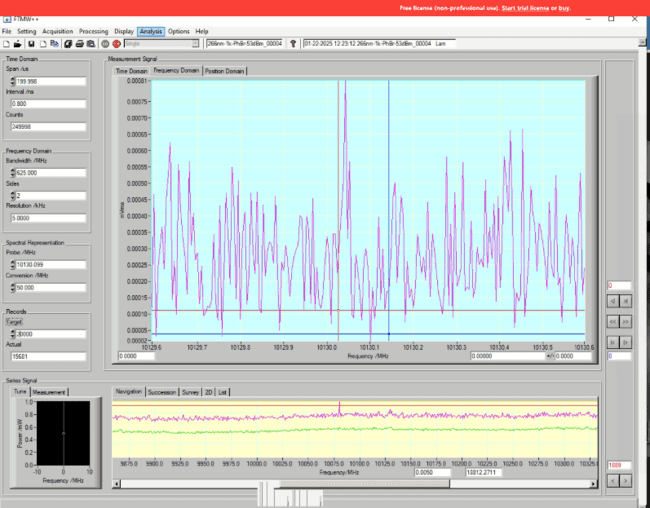 Free license (non-professional use). Start trial license or buy.
FTMW++
File Setting Acquisition Processing Display Analysis Options Help
Single
266nm-1k-PhBr-53dBm_00004
01-22-2025 12:23:12 266nm-1k-PhBr-53dBm_00004 Lam
Time Domain
Span /us
199.998
Interval /ns
0.800
Counts
249998
Frequency Domain
Bandwidth /MHz
625.000
Sides
2
Resolution /kHz
5.0000
Spectral Representation
Probe /MHz
10130.099
Conversion /MHz
50.000
Records
Target
20000
Actual
15601
Measurement Signal
Time Domain Frequency Domain Position Domain
0.00081
0.00075
0.00070
0.00065
0.00060
0.00055
0.00050
0.00045
0.00040
0.00035
0.00030
0.00025
0.00020
0.00015
0.00010
0.00005
0.00002
10129.6 10129.7 10129.8 10129.9 10130.0 10130.1 10130.2 10130.3 10130.4 10130.5 10130.6
0.0000 Frequency /MHz 0.00000 +/- 0.0000
0
<< >>
0
Series Signal
Tune Measurement
Power /mW
1.0
0.8
0.6
0.4
0.2
0.0
-10 0 10
Frequency /MHz
Navigation Succession Survey 2D List
9875.0 9900.0 9925.0 9950.0 9975.0 10000.0 10025.0 10050.0 10075.0 10100.0 10125.0 10150.0 10175.0 10200.0 10225.0 10250.0 10275.0 10300.0 10325.0
Frequency/MHz 0.0050 10812.2711
1089
< >